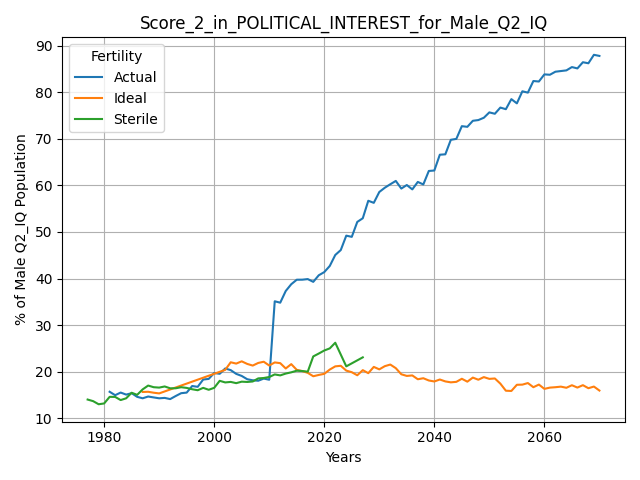 Score_2_in_POLITICAL_INTEREST_for_Male_Q2_IQ
Fertility
Actual
Ideal
Sterile
% of Male Q2_IQ Population
90
80
70
60
50
40
30
20
10
1980 2000 2020 2040 2060
Years